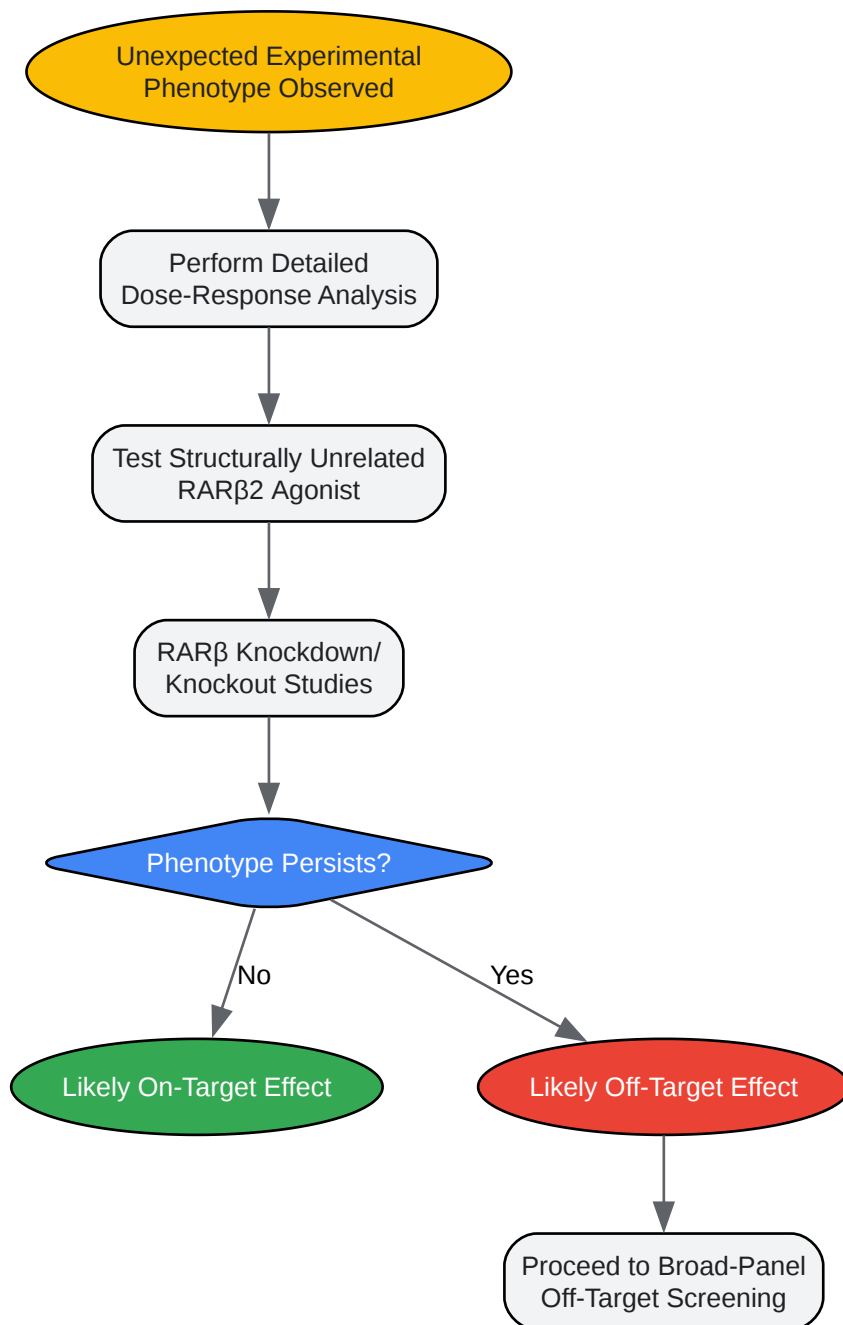 Unexpected Experimental
Phenotype Observed
Perform Detailed
Dose-Response Analysis
Test Structurally Unrelated
RARβ2 Agonist
RARβ Knockdown/
Knockout Studies
Phenotype Persists?
No
Yes
Likely On-Target Effect
Likely Off-Target Effect
Proceed to Broad-Panel
Off-Target Screening